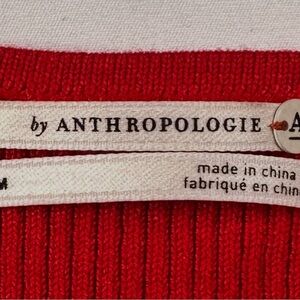 by ANTHROPOLOGIE A
M
made in china
fabriqué en chin